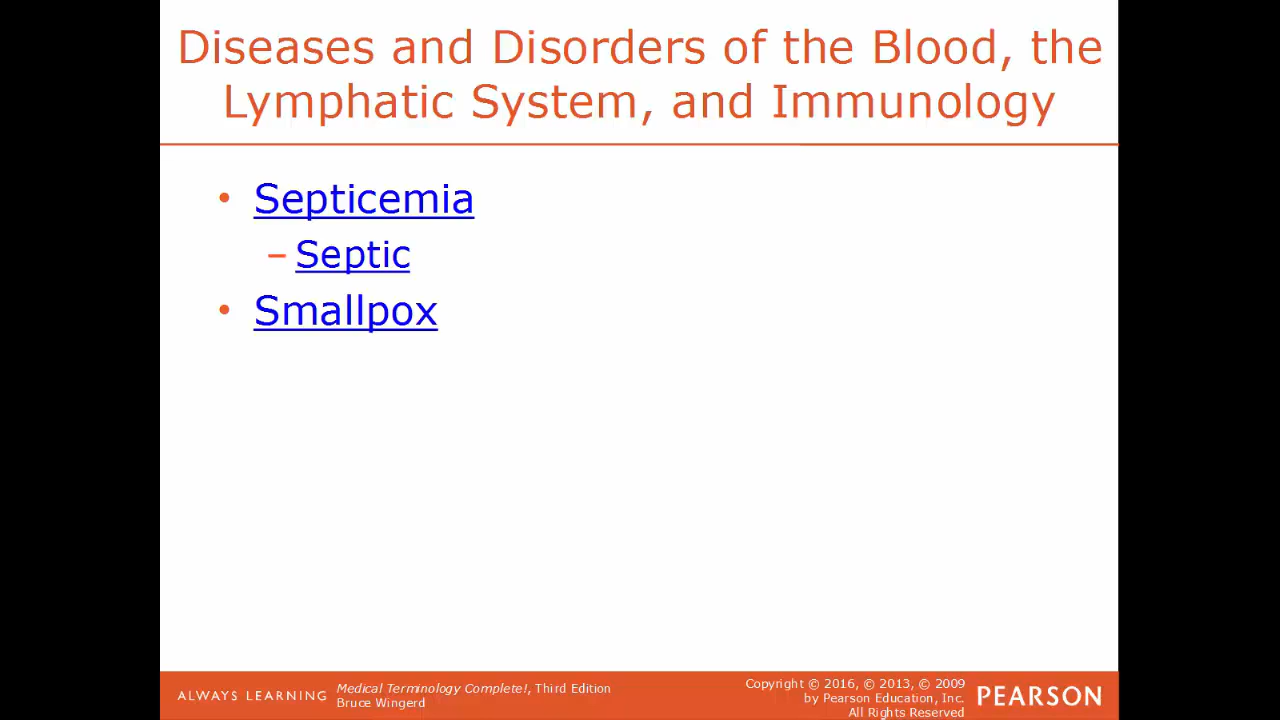 Diseases and Disorders of the Blood, the
Lymphatic System, and Immunology
• Septicemia
– Septic
• Smallpox
ALWAYS LEARNING
Medical Terminology Complete!, Third Edition
Bruce Wingerd
Copyright © 2016, © 2013, © 2009
by Pearson Education, Inc.
All Rights Reserved
PEARSON